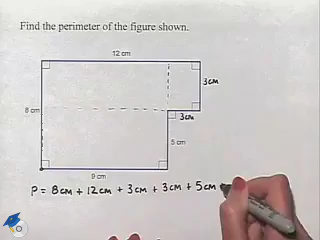 Find the perimeter of the figure shown.
12 cm
3cm
8 cm
3cm
5 cm
9 cm
P = 8cm + 12cm + 3cm + 3cm + 5cm